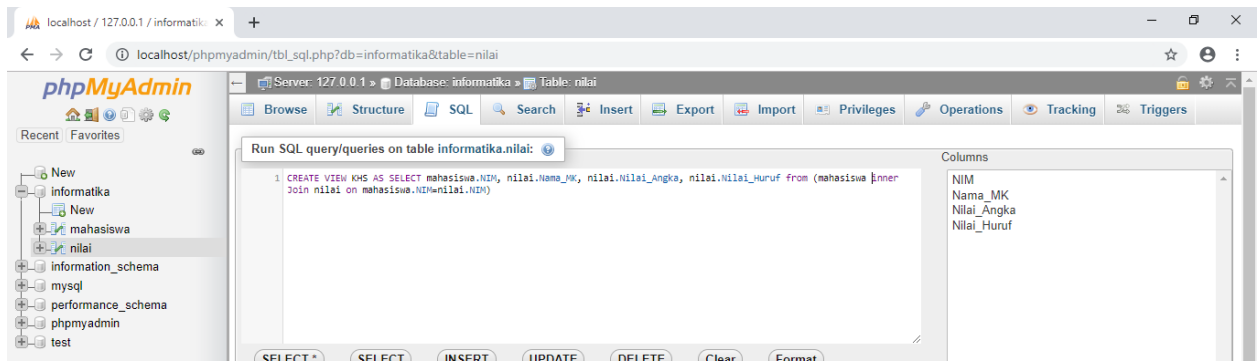 localhost / 127.0.0.1 / informatika
localhost/phpmyadmin/tbl_sql.php?db=informatika&table=nilai
phpMyAdmin
Recent Favorites
New
informatika
New
mahasiswa
nilai
information_schema
mysql
performance_schema
phpmyadmin
test
Server: 127.0.0.1 » Database: informatika » Table: nilai
Browse Structure SQL Search Insert Export Import Privileges Operations Tracking Triggers
Run SQL query/queries on table informatika.nilai:
1 CREATE VIEW KHS AS SELECT mahasiswa.NIM, nilai.Nama_MK, nilai.Nilai_Angka, nilai.Nilai_Huruf from (mahasiswa inner
Join nilai on mahasiswa.NIM=nilai.NIM)
Columns
NIM
Nama_MK
Nilai_Angka
Nilai_Huruf
SELECT * SELECT INSERT UPDATE DELETE Clear Format